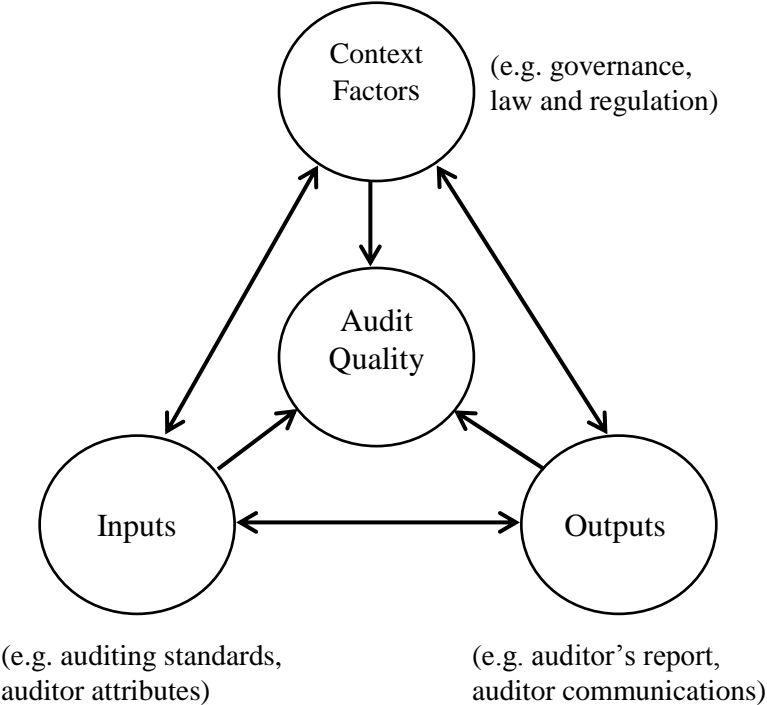 Context
Factors
(e.g. governance,
law and regulation)
Audit
Quality
Inputs
Outputs
(e.g. auditing standards,
auditor attributes)
(e.g. auditor’s report,
auditor communications)